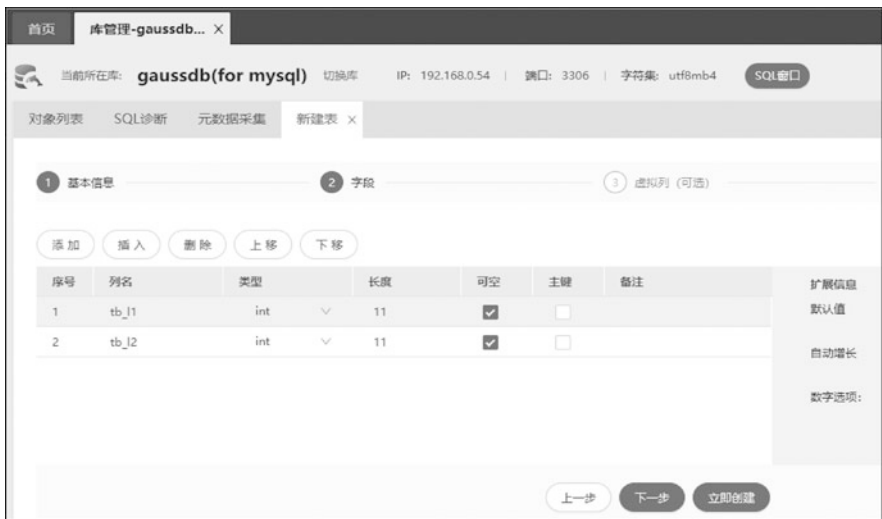 首页 库管理-gaussdb... ×
当前所在库: gaussdb(for mysql) 切换库 IP: 192.168.0.54 | 端口: 3306 | 字符集: utf8mb4 SQL窗口
对象列表 SQL诊断 元数据采集 新建表 ×
1 基本信息 2 字段 3 虚拟列 (可选)
添加 插入 删除 上移 下移
序号 列名 类型 长度 可空 主键 备注 扩展信息
1 tb_l1 int 11 默认值
2 tb_l2 int 11
自动增长
数字选项:
上一步 下一步 立即创建